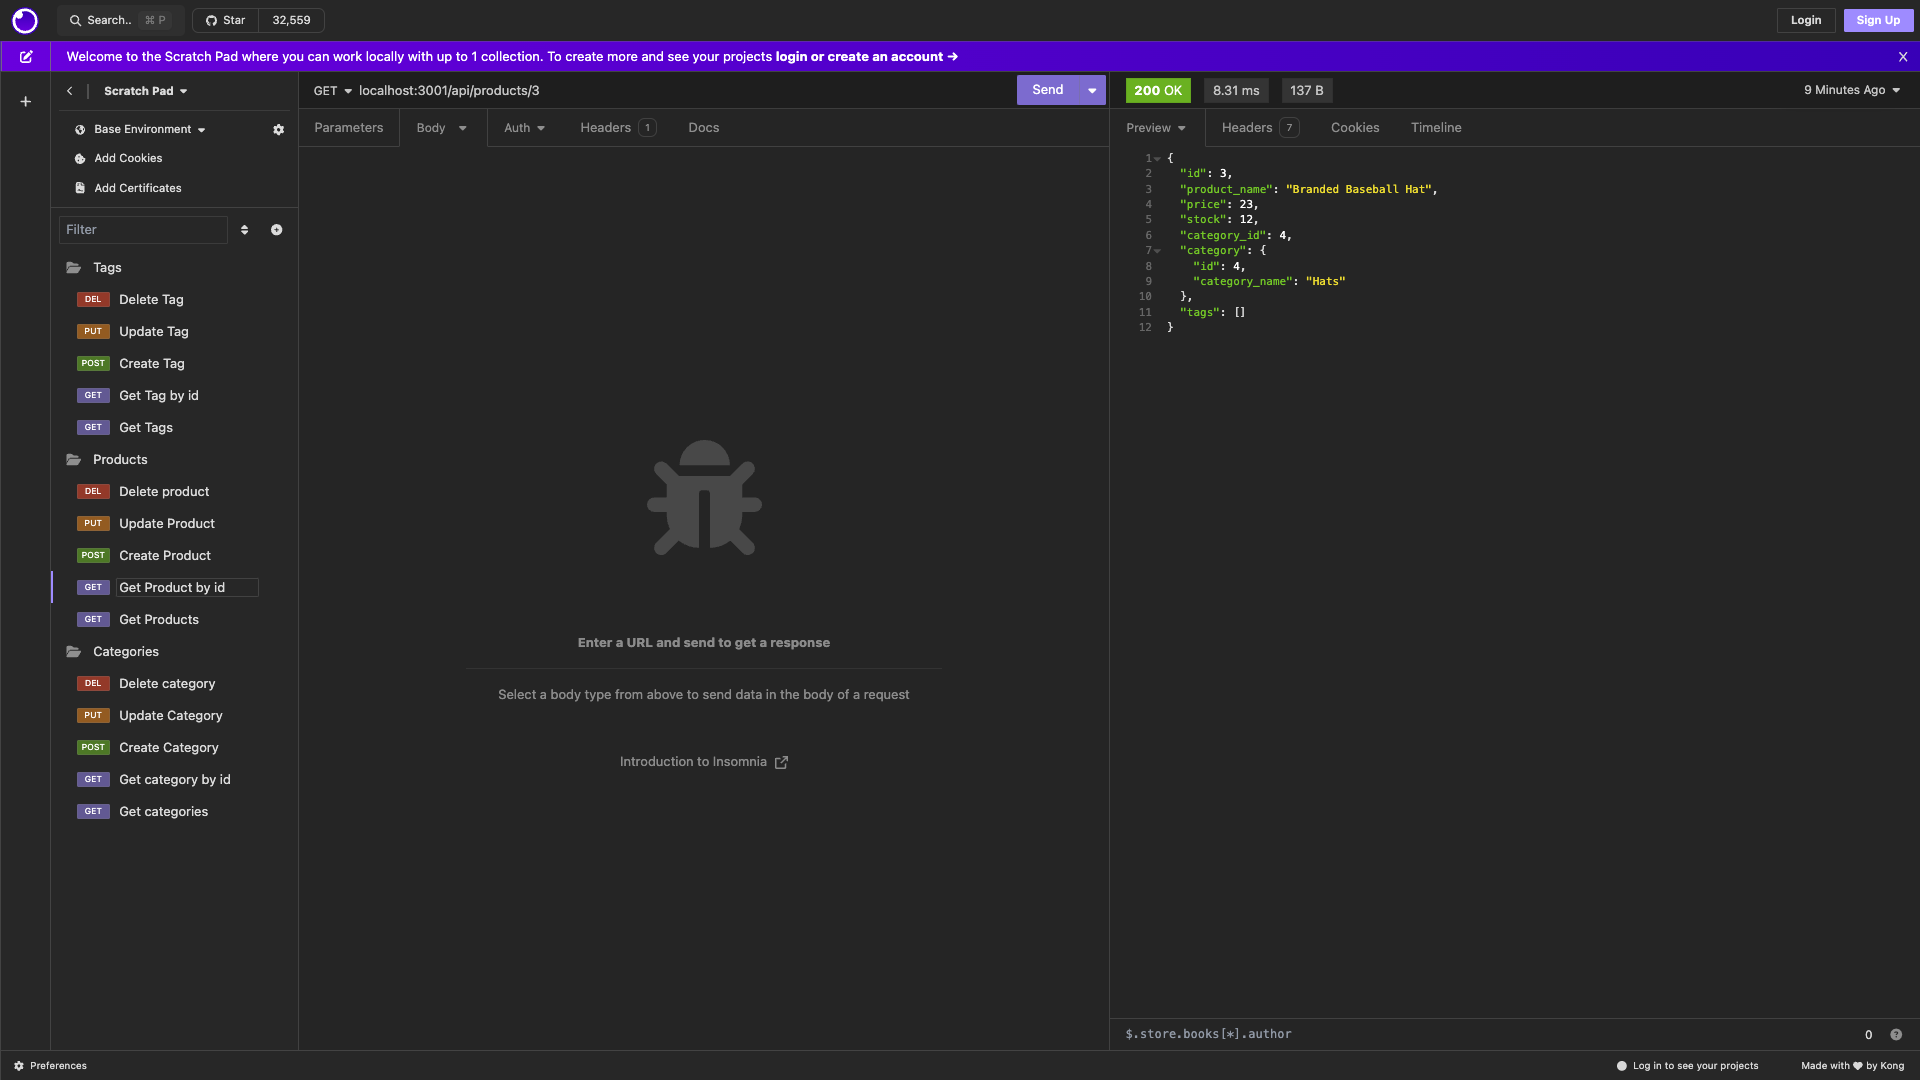 Search.. ⌘ P Star 32,559 Login Sign Up
Welcome to the Scratch Pad where you can work locally with up to 1 collection. To create more and see your projects login or create an account → X
Scratch Pad
Base Environment
Add Cookies
Add Certificates
Filter
Tags
DEL Delete Tag
PUT Update Tag
POST Create Tag
GET Get Tag by id
GET Get Tags
Products
DEL Delete product
PUT Update Product
POST Create Product
GET Get Product by id
GET Get Products
Categories
DEL Delete category
PUT Update Category
POST Create Category
GET Get category by id
GET Get categories
GET localhost:3001/api/products/3 Send
Parameters Body Auth Headers 1 Docs
Enter a URL and send to get a response
Select a body type from above to send data in the body of a request
Introduction to Insomnia
200 OK 8.31 ms 137 B 9 Minutes Ago
Preview Headers 7 Cookies Timeline
1 {
2 "id": 3,
3 "product_name": "Branded Baseball Hat",
4 "price": 23,
5 "stock": 12,
6 "category_id": 4,
7 "category": {
8 "id": 4,
9 "category_name": "Hats"
10 },
11 "tags": []
12 }
$.store.books[*].author 0 ?
Preferences Log in to see your projects Made with ♥ by Kong